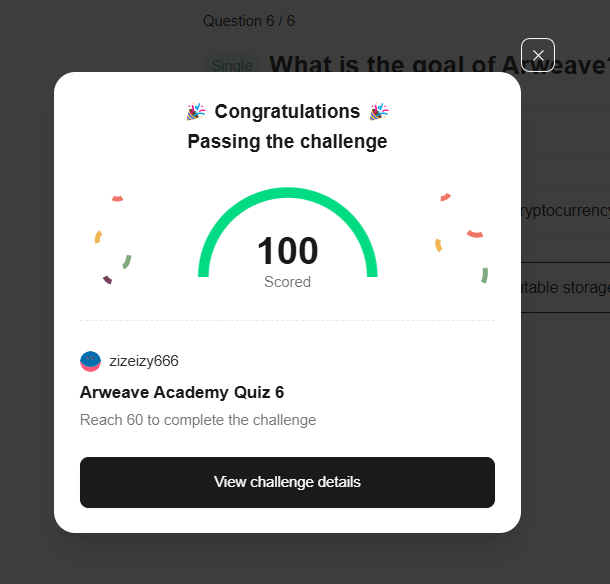 Question 6 / 6
Single What is the goal of Arweave?
🎉 Congratulations 🎉
Passing the challenge
100
Scored
ryptocurrency
utable storage
zizeizy666
Arweave Academy Quiz 6
Reach 60 to complete the challenge
View challenge details